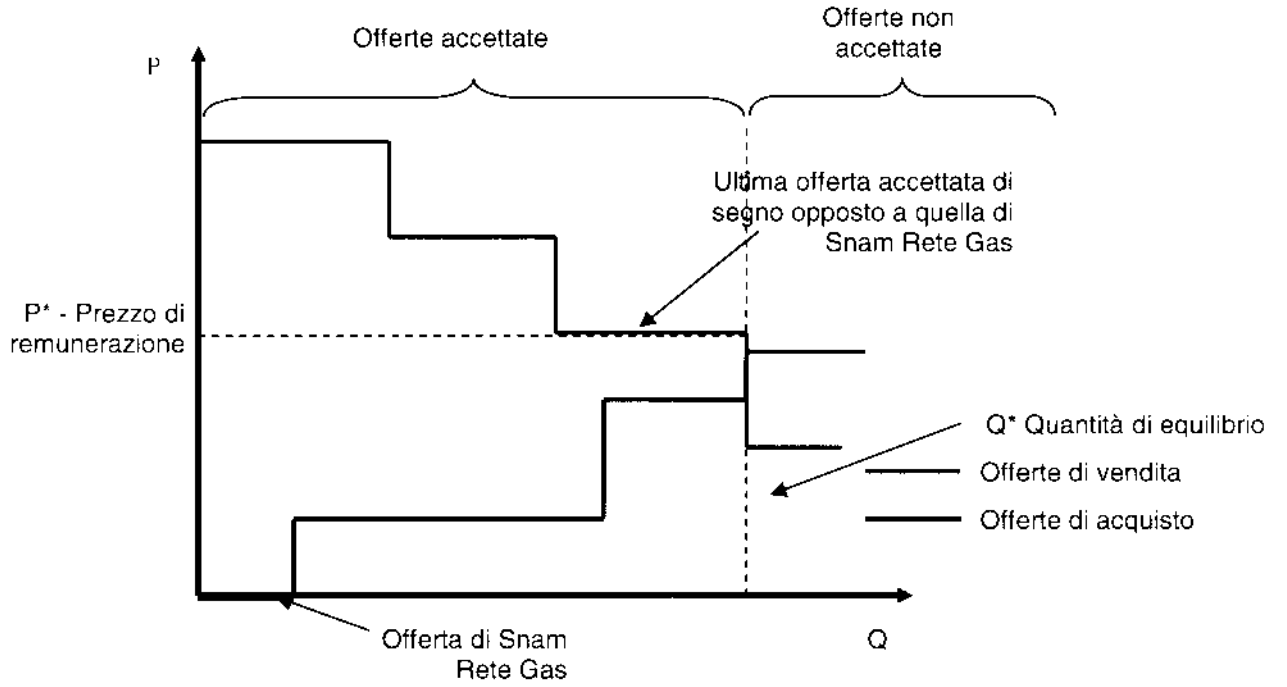 Offerte accettate
Offerte non
accettate
P
Ultima offerta accettata di
segno opposto a quella di
Snam Rete Gas
P* - Prezzo di
remunerazione
Q* Quantità di equilibrio
Offerte di vendita
Offerte di acquisto
Offerta di Snam
Rete Gas
Q